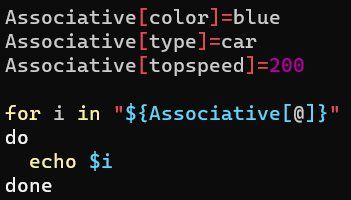 Associative[color]=blue
Associative[type]=car
Associative[topspeed]=200
for i in "${Associative[@]}"
do
  echo $i
done